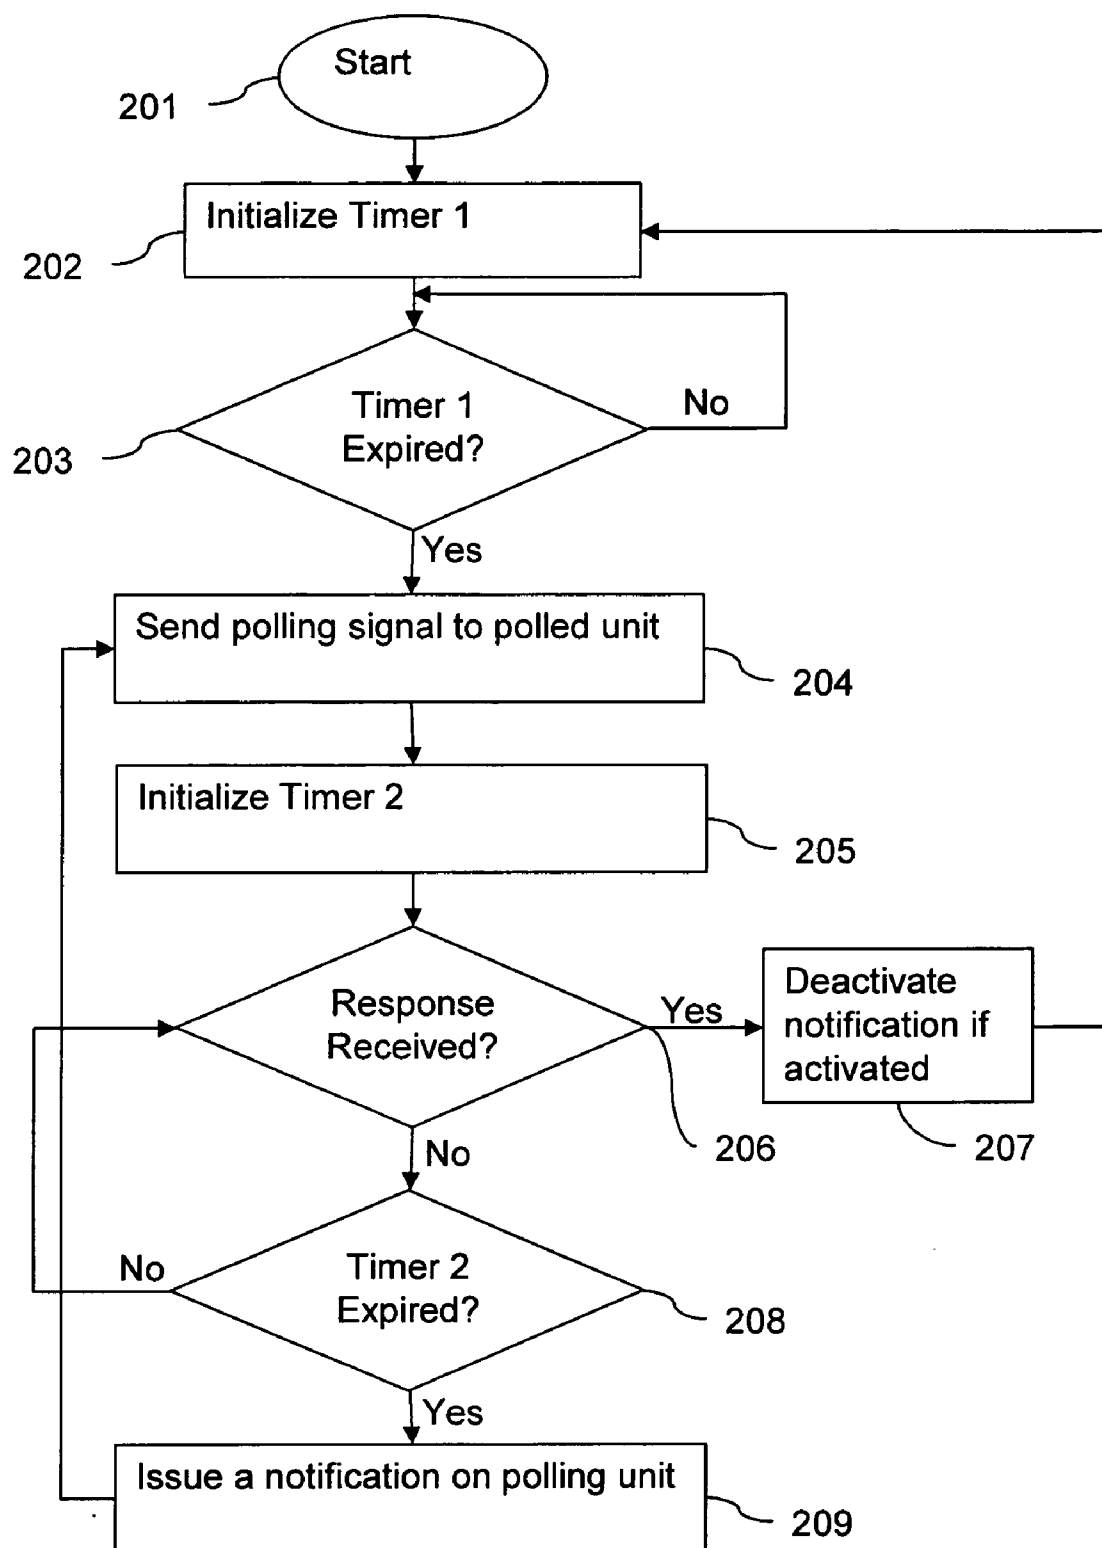 Start
201
Initialize Timer 1
202
Timer 1
Expired?
No
203
Yes
Send polling signal to polled unit
204
Initialize Timer 2
205
Response
Received?
Yes
Deactivate
notification if
activated
206
207
No
Timer 2
Expired?
No
208
Yes
Issue a notification on polling unit
209